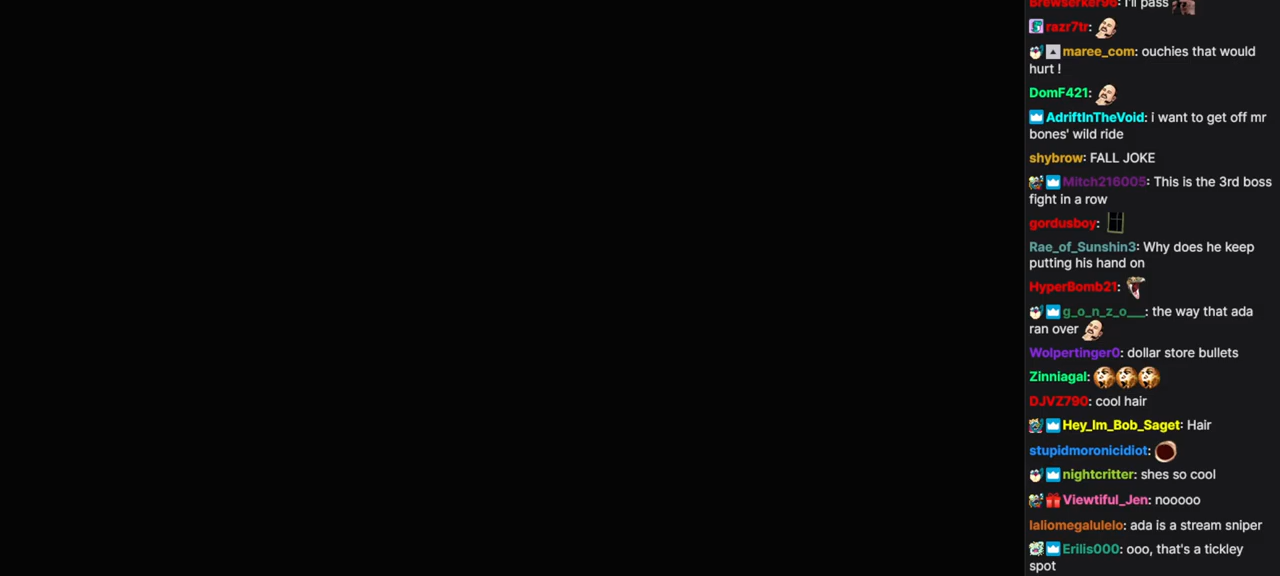 Brewserker96: I'll pass
razr7tr:
maree_com: ouchies that would
hurt !
DomF421:
AdriftInTheVoid: i want to get off mr
bones' wild ride
shybrow: FALL JOKE
Mitch216005: This is the 3rd boss
fight in a row
gordusboy:
Rae_of_Sunshin3: Why does he keep
putting his hand on
HyperBomb21:
g_o_n_z_o__: the way that ada
ran over
Wolpertinger0: dollar store bullets
Zinniagal:
DJVZ790: cool hair
Hey_Im_Bob_Saget: Hair
stupidmoronicidiot:
nightcritter: shes so cool
Viewtiful_Jen: nooooo
laliomegalulelo: ada is a stream sniper
Erilis000: ooo, that's a tickley
spot